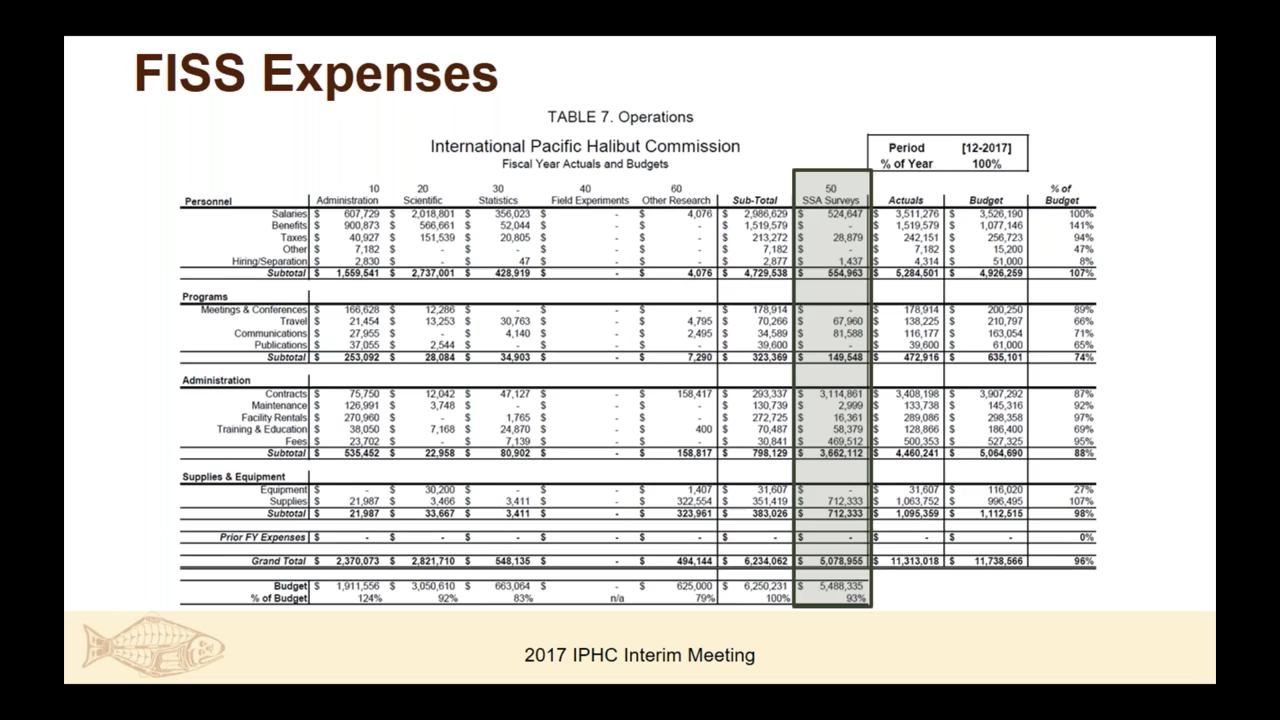 FISS Expenses
TABLE 7. Operations
International Pacific Halibut Commission
Fiscal Year Actuals and Budgets
Period [12-2017]
% of Year 100%
10 20 30 40 60 50 % of
Personnel Administration Scientific Statistics Field Experiments Other Research Sub-Total SSA Surveys Actuals Budget Budget
Salaries $ 607,729 $ 2,018,801 $ 356,023 $ - $ 4,076 $ 2,986,629 $ 524,647 $ 3,511,276 $ 3,526,190 100%
Benefits $ 900,873 $ 566,661 $ 52,044 $ - $ - $ 1,519,579 $ - $ 1,519,579 $ 1,077,146 141%
Taxes $ 40,927 $ 151,539 $ 20,805 $ - $ - $ 213,272 $ 28,879 $ 242,151 $ 256,723 94%
Other $ 7,182 $ - $ - $ - $ - $ 7,182 $ - $ 7,182 $ 15,200 47%
Hiring/Separation $ 2,830 $ - $ 47 $ - $ - $ 2,877 $ 1,437 $ 4,314 $ 51,000 8%
Subtotal $ 1,559,541 $ 2,737,001 $ 428,919 $ - $ 4,076 $ 4,729,538 $ 554,963 $ 5,284,501 $ 4,926,259 107%
Programs
Meetings & Conferences $ 166,628 $ 12,286 $ - $ - $ - $ 178,914 $ - $ 178,914 $ 200,250 89%
Travel $ 21,454 $ 13,253 $ 30,763 $ - $ 4,795 $ 70,266 $ 67,960 $ 138,225 $ 210,797 66%
Communications $ 27,955 $ - $ 4,140 $ - $ 2,495 $ 34,589 $ 81,588 $ 116,177 $ 163,054 71%
Publications $ 37,055 $ 2,544 $ - $ - $ - $ 39,600 $ - $ 39,600 $ 61,000 65%
Subtotal $ 253,092 $ 28,084 $ 34,903 $ - $ 7,290 $ 323,369 $ 149,548 $ 472,916 $ 635,101 74%
Administration
Contracts $ 75,750 $ 12,042 $ 47,127 $ - $ 158,417 $ 293,337 $ 3,114,861 $ 3,408,198 $ 3,907,292 87%
Maintenance $ 126,991 $ 3,748 $ - $ - $ - $ 130,739 $ 2,999 $ 133,738 $ 145,316 92%
Facility Rentals $ 270,960 $ - $ 1,765 $ - $ - $ 272,725 $ 16,361 $ 289,086 $ 298,358 97%
Training & Education $ 38,050 $ 7,168 $ 24,870 $ - $ 400 $ 70,487 $ 58,379 $ 128,866 $ 186,400 69%
Fees $ 23,702 $ - $ 7,139 $ - $ - $ 30,841 $ 469,512 $ 500,353 $ 527,325 95%
Subtotal $ 535,452 $ 22,958 $ 80,902 $ - $ 158,817 $ 798,129 $ 3,662,112 $ 4,460,241 $ 5,064,690 88%
Supplies & Equipment
Equipment $ - $ 30,200 $ - $ - $ 1,407 $ 31,607 $ - $ 31,607 $ 116,020 27%
Supplies $ 21,987 $ 3,466 $ 3,411 $ - $ 322,554 $ 351,419 $ 712,333 $ 1,063,752 $ 996,495 107%
Subtotal $ 21,987 $ 33,667 $ 3,411 $ - $ 323,961 $ 383,026 $ 712,333 $ 1,095,359 $ 1,112,515 98%
Prior FY Expenses $ - $ - $ - $ - $ - $ - $ - $ - $ - 0%
Grand Total $ 2,370,073 $ 2,821,710 $ 548,135 $ - $ 494,144 $ 6,234,062 $ 5,078,955 $ 11,313,018 $ 11,738,566 96%
Budget $ 1,911,556 $ 3,050,610 $ 663,064 $ - $ 625,000 $ 6,250,231 $ 5,488,335
% of Budget 124% 92% 83% n/a 79% 100% 93%
2017 IPHC Interim Meeting